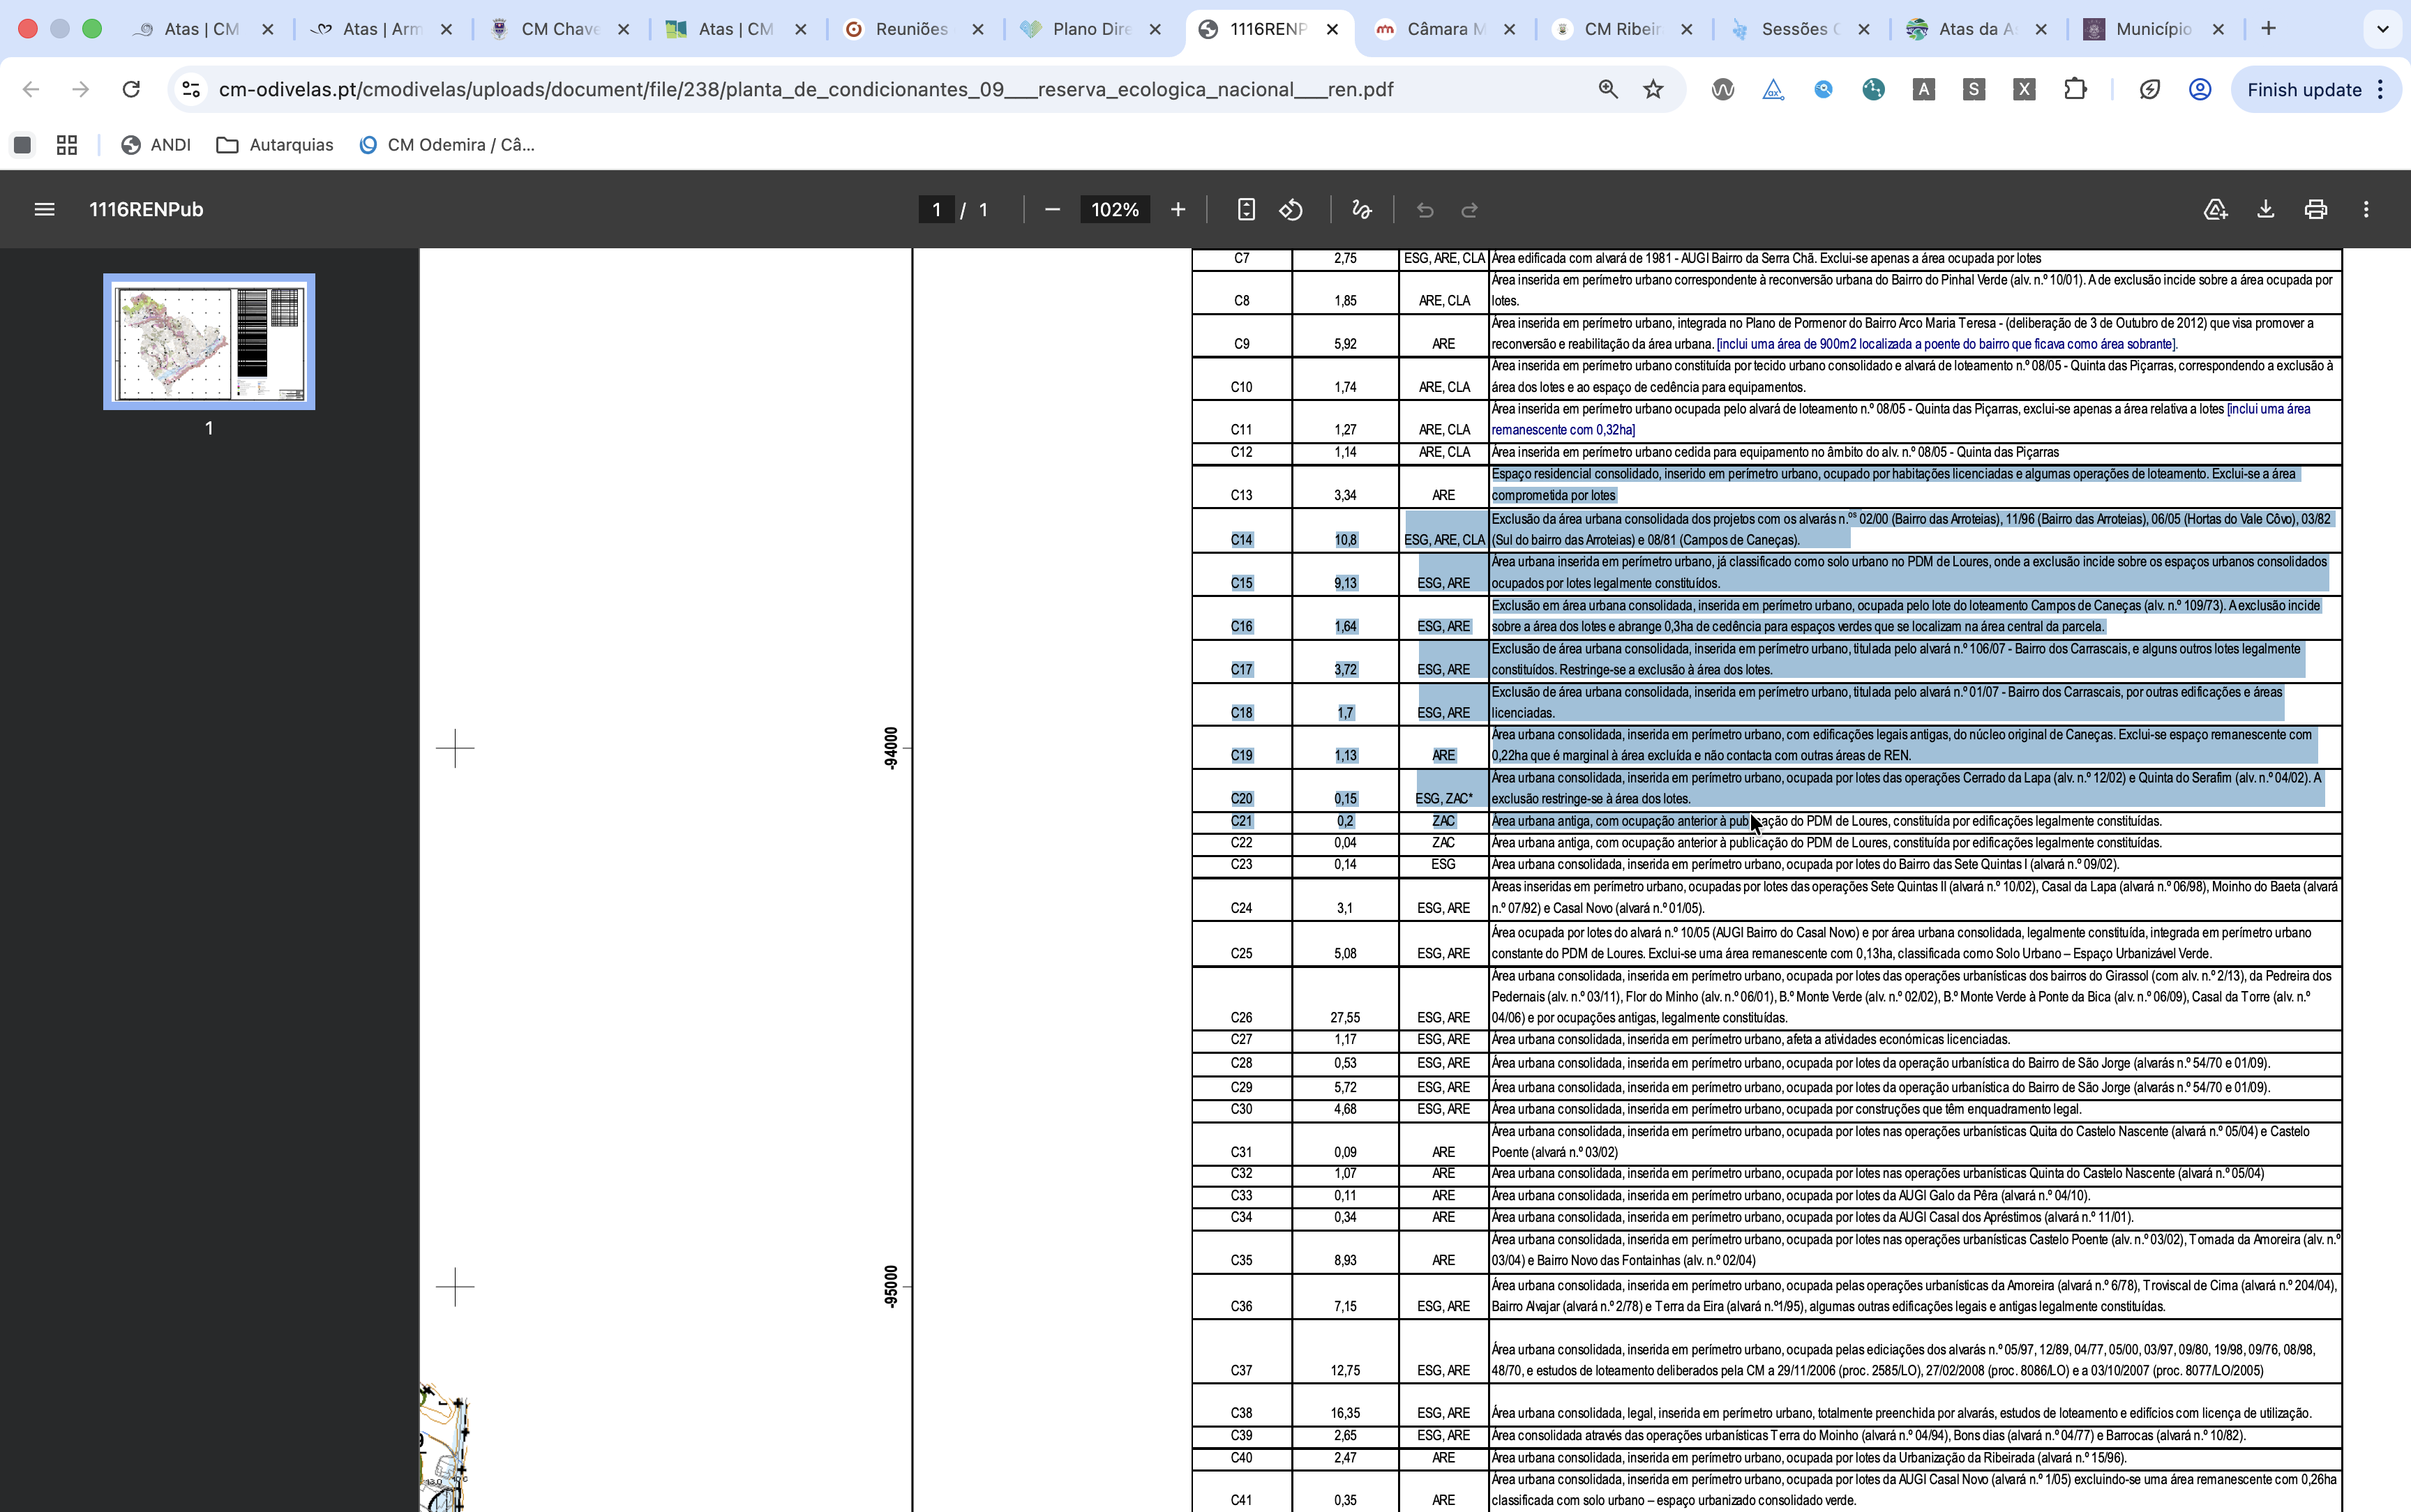 Atas | CM
Atas | Arm
CM Chave
Atas | CM
Reuniões
Plano Dire
1116RENP
Câmara M
CM Ribeir
Sessões C
Atas da A
Município
cm-odivelas.pt/cmodivelas/uploads/document/file/238/planta_de_condicionantes_09___reserva_ecologica_nacional___ren.pdf
Finish update
ANDI
Autarquias
CM Odemira / Câ...
1116RENPub
1 / 1
102%
1
-94000
-95000
C7 2,75 ESG, ARE, CLA Área edificada com alvará de 1981 - AUGI Bairro da Serra Chã. Exclui-se apenas a área ocupada por lotes
Área inserida em perímetro urbano correspondente à reconversão urbana do Bairro do Pinhal Verde (alv. n.º 10/01). A de exclusão incide sobre a área ocupada por
C8 1,85 ARE, CLA lotes.
Área inserida em perímetro urbano, integrada no Plano de Pormenor do Bairro Arco Maria Teresa - (deliberação de 3 de Outubro de 2012) que visa promover a
C9 5,92 ARE reconversão e reabilitação da área urbana. [inclui uma área de 900m2 localizada a poente do bairro que ficava como área sobrante].
Área inserida em perímetro urbano constituída por tecido urbano consolidado e alvará de loteamento n.º 08/05 - Quinta das Piçarras, correspondendo a exclusão à
C10 1,74 ARE, CLA área dos lotes e ao espaço de cedência para equipamentos.
Área inserida em perímetro urbano ocupada pelo alvará de loteamento n.º 08/05 - Quinta das Piçarras, exclui-se apenas a área relativa a lotes [inclui uma área
C11 1,27 ARE, CLA remanescente com 0,32ha]
C12 1,14 ARE, CLA Área inserida em perímetro urbano cedida para equipamento no âmbito do alv. n.º 08/05 - Quinta das Piçarras
Espaço residencial consolidado, inserido em perímetro urbano, ocupado por habitações licenciadas e algumas operações de loteamento. Exclui-se a área
C13 3,34 ARE comprometida por lotes
Exclusão da área urbana consolidada dos projetos com os alvarás n.ºs 02/00 (Bairro das Arroteias), 11/96 (Bairro das Arroteias), 06/05 (Hortas do Vale Côvo), 03/82
C14 10,8 ESG, ARE, CLA (Sul do bairro das Arroteias) e 08/81 (Campos de Caneças).
Área urbana inserida em perímetro urbano, já classificado como solo urbano no PDM de Loures, onde a exclusão incide sobre os espaços urbanos consolidados
C15 9,13 ESG, ARE ocupados por lotes legalmente constituídos.
Exclusão em área urbana consolidada, inserida em perímetro urbano, ocupada pelo lote do loteamento Campos de Caneças (alv. n.º 109/73). A exclusão incide
C16 1,64 ESG, ARE sobre a área dos lotes e abrange 0,3ha de cedência para espaços verdes que se localizam na área central da parcela.
Exclusão de área urbana consolidada, inserida em perímetro urbano, titulada pelo alvará n.º 106/07 - Bairro dos Carrascais, e alguns outros lotes legalmente
C17 3,72 ESG, ARE constituídos. Restringe-se a exclusão à área dos lotes.
Exclusão de área urbana consolidada, inserida em perímetro urbano, titulada pelo alvará n.º 01/07 - Bairro dos Carrascais, por outras edificações e áreas
C18 1,7 ESG, ARE licenciadas.
Área urbana consolidada, inserida em perímetro urbano, com edificações legais antigas, do núcleo original de Caneças. Exclui-se espaço remanescente com
C19 1,13 ARE 0,22ha que é marginal à área excluída e não contacta com outras áreas de REN.
Área urbana consolidada, inserida em perímetro urbano, ocupada por lotes das operações Cerrado da Lapa (alv. n.º 12/02) e Quinta do Serafim (alv. n.º 04/02). A
C20 0,15 ESG, ZAC* exclusão restringe-se à área dos lotes.
C21 0,2 ZAC Área urbana antiga, com ocupação anterior à publicação do PDM de Loures, constituída por edificações legalmente constituídas.
C22 0,04 ZAC Área urbana antiga, com ocupação anterior à publicação do PDM de Loures, constituída por edificações legalmente constituídas.
C23 0,14 ESG Área urbana consolidada, inserida em perímetro urbano, ocupada por lotes do Bairro das Sete Quintas I (alvará n.º 09/02).
Áreas inseridas em perímetro urbano, ocupadas por lotes das operações Sete Quintas II (alvará n.º 10/02), Casal da Lapa (alvará n.º 06/98), Moinho do Baeta (alvará
C24 3,1 ESG, ARE n.º 07/92) e Casal Novo (alvará n.º 01/05).
Área ocupada por lotes do alvará n.º 10/05 (AUGI Bairro do Casal Novo) e por área urbana consolidada, legalmente constituída, integrada em perímetro urbano
C25 5,08 ESG, ARE constante do PDM de Loures. Exclui-se uma área remanescente com 0,13ha, classificada como Solo Urbano – Espaço Urbanizável Verde.
Área urbana consolidada, inserida em perímetro urbano, ocupada por lotes das operações urbanísticas dos bairros do Girassol (com alv. n.º 2/13), da Pedreira dos
Pedernais (alv. n.º 03/11), Flor do Minho (alv. n.º 06/01), B.º Monte Verde (alv. n.º 02/02), B.º Monte Verde à Ponte da Bica (alv. n.º 06/09), Casal da Torre (alv. n.º
C26 27,55 ESG, ARE 04/06) e por ocupações antigas, legalmente constituídas.
C27 1,17 ESG, ARE Área urbana consolidada, inserida em perímetro urbano, afeta a atividades económicas licenciadas.
C28 0,53 ESG, ARE Área urbana consolidada, inserida em perímetro urbano, ocupada por lotes da operação urbanística do Bairro de São Jorge (alvarás n.º 54/70 e 01/09).
C29 5,72 ESG, ARE Área urbana consolidada, inserida em perímetro urbano, ocupada por lotes da operação urbanística do Bairro de São Jorge (alvarás n.º 54/70 e 01/09).
C30 4,68 ESG, ARE Área urbana consolidada, inserida em perímetro urbano, ocupada por construções que têm enquadramento legal.
Área urbana consolidada, inserida em perímetro urbano, ocupada por lotes nas operações urbanísticas Quita do Castelo Nascente (alvará n.º 05/04) e Castelo
C31 0,09 ARE Poente (alvará n.º 03/02)
C32 1,07 ARE Área urbana consolidada, inserida em perímetro urbano, ocupada por lotes nas operações urbanísticas Quinta do Castelo Nascente (alvará n.º 05/04)
C33 0,11 ARE Área urbana consolidada, inserida em perímetro urbano, ocupada por lotes da AUGI Galo da Pêra (alvará n.º 04/10).
C34 0,34 ARE Área urbana consolidada, inserida em perímetro urbano, ocupada por lotes da AUGI Casal dos Apréstimos (alvará n.º 11/01).
Área urbana consolidada, inserida em perímetro urbano, ocupada por lotes nas operações urbanísticas Castelo Poente (alv. n.º 03/02), Tomada da Amoreira (alv. n.º
C35 8,93 ARE 03/04) e Bairro Novo das Fontainhas (alv. n.º 02/04)
Área urbana consolidada, inserida em perímetro urbano, ocupada pelas operações urbanísticas da Amoreira (alvará n.º 6/78), Troviscal de Cima (alvará n.º 204/04),
C36 7,15 ESG, ARE Bairro Alvajar (alvará n.º 2/78) e Terra da Eira (alvará n.º1/95), algumas outras edificações legais e antigas legalmente constituídas.
Área urbana consolidada, inserida em perímetro urbano, ocupada pelas ediciações dos alvarás n.º 05/97, 12/89, 04/77, 05/00, 03/97, 09/80, 19/98, 09/76, 08/98,
C37 12,75 ESG, ARE 48/70, e estudos de loteamento deliberados pela CM a 29/11/2006 (proc. 2585/LO), 27/02/2008 (proc. 8086/LO) e a 03/10/2007 (proc. 8077/LO/2005)
C38 16,35 ESG, ARE Área urbana consolidada, legal, inserida em perímetro urbano, totalmente preenchida por alvarás, estudos de loteamento e edifícios com licença de utilização.
C39 2,65 ESG, ARE Área consolidada através das operações urbanísticas Terra do Moinho (alvará n.º 04/94), Bons dias (alvará n.º 04/77) e Barrocas (alvará n.º 10/82).
C40 2,47 ARE Área urbana consolidada, inserida em perímetro urbano, ocupada por lotes da Urbanização da Ribeirada (alvará n.º 15/96).
Área urbana consolidada, inserida em perímetro urbano, ocupada por lotes da AUGI Casal Novo (alvará n.º 1/05) excluindo-se uma área remanescente com 0,26ha
C41 0,35 ARE classificada com solo urbano – espaço urbanizado consolidado verde.